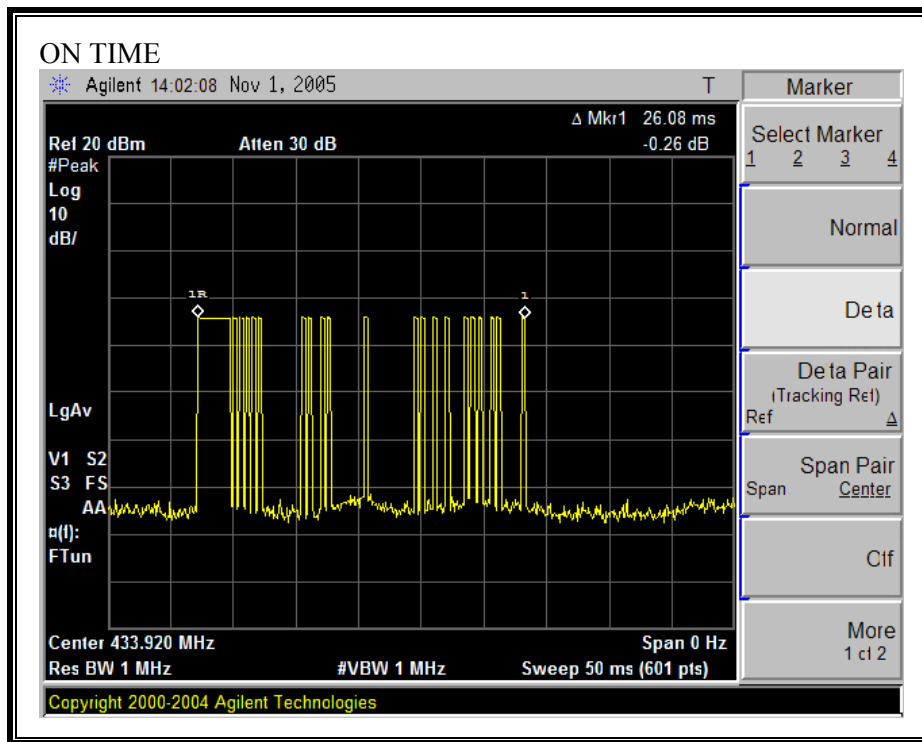 ON TIME
Agilent 14:02:08 Nov 1, 2005 T
Δ Mkr1 26.08 ms
Ref 20 dBm Atten 30 dB -0.26 dB
#Peak
Log
10
dB/
1R
1
LgAv
V1 S2
S3 FS
AA
¤(f):
FTun
Center 433.920 MHz Span 0 Hz
Res BW 1 MHz #VBW 1 MHz Sweep 50 ms (601 pts)
Copyright 2000-2004 Agilent Technologies
Marker
Select Marker
1 2 3 4
Normal
Delta
Delta Pair
(Tracking Ref)
Ref Δ
Span Pair
Span Center
Off
More
1 of 2